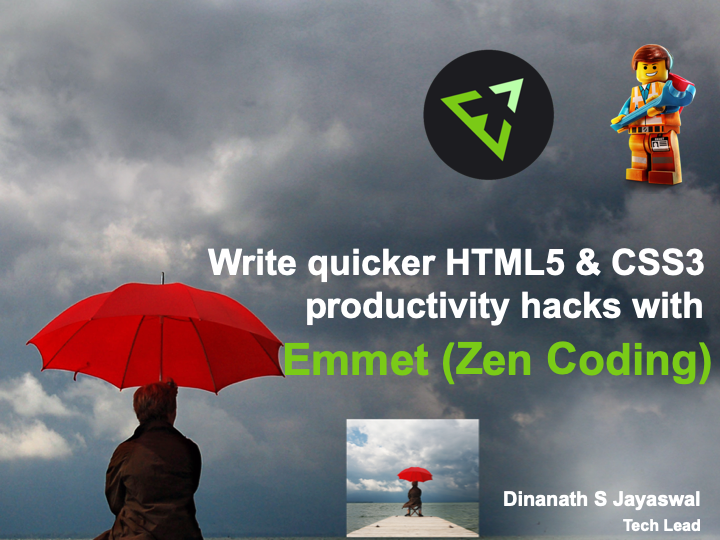 Write quicker HTML5 & CSS3
productivity hacks with
Emmet (Zen Coding)
Dinanath S Jayaswal
Tech Lead